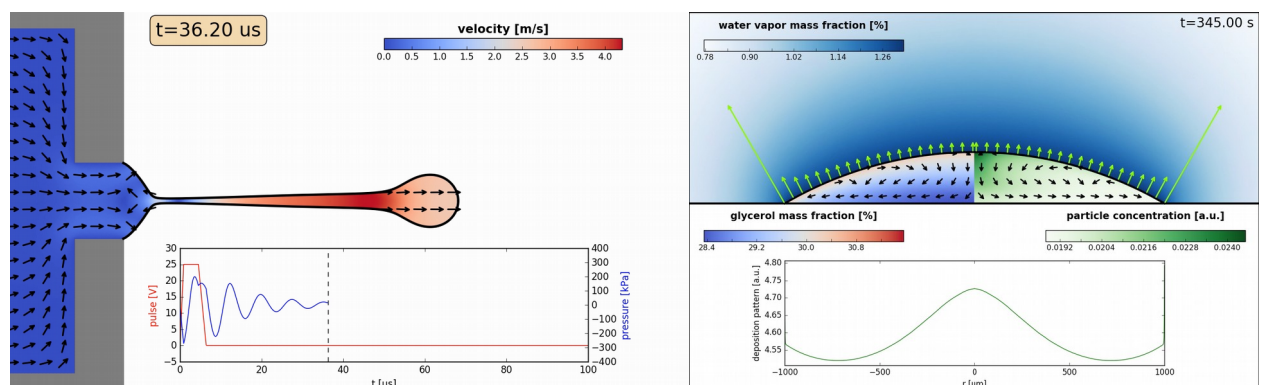 t=36.20 us
velocity [m/s]
0.0 0.5 1.0 1.5 2.0 2.5 3.0 3.5 4.0
30
25
20
15
10
5
0
−5
pulse [V]
400
300
200
100
0
−100
−200
−300
−400
pressure [kPa]
0 20 40 60 80 100
t [us]
water vapor mass fraction [%]
0.78 0.90 1.02 1.14 1.26
t=345.00 s
glycerol mass fraction [%]
28.4 29.2 30.0 30.8
particle concentration [a.u.]
0.0192 0.0204 0.0216 0.0228 0.0240
4.80
4.75
4.70
4.65
4.60
4.55
deposition pattern [a.u.]
−1000 −500 0 500 1000
r [um]